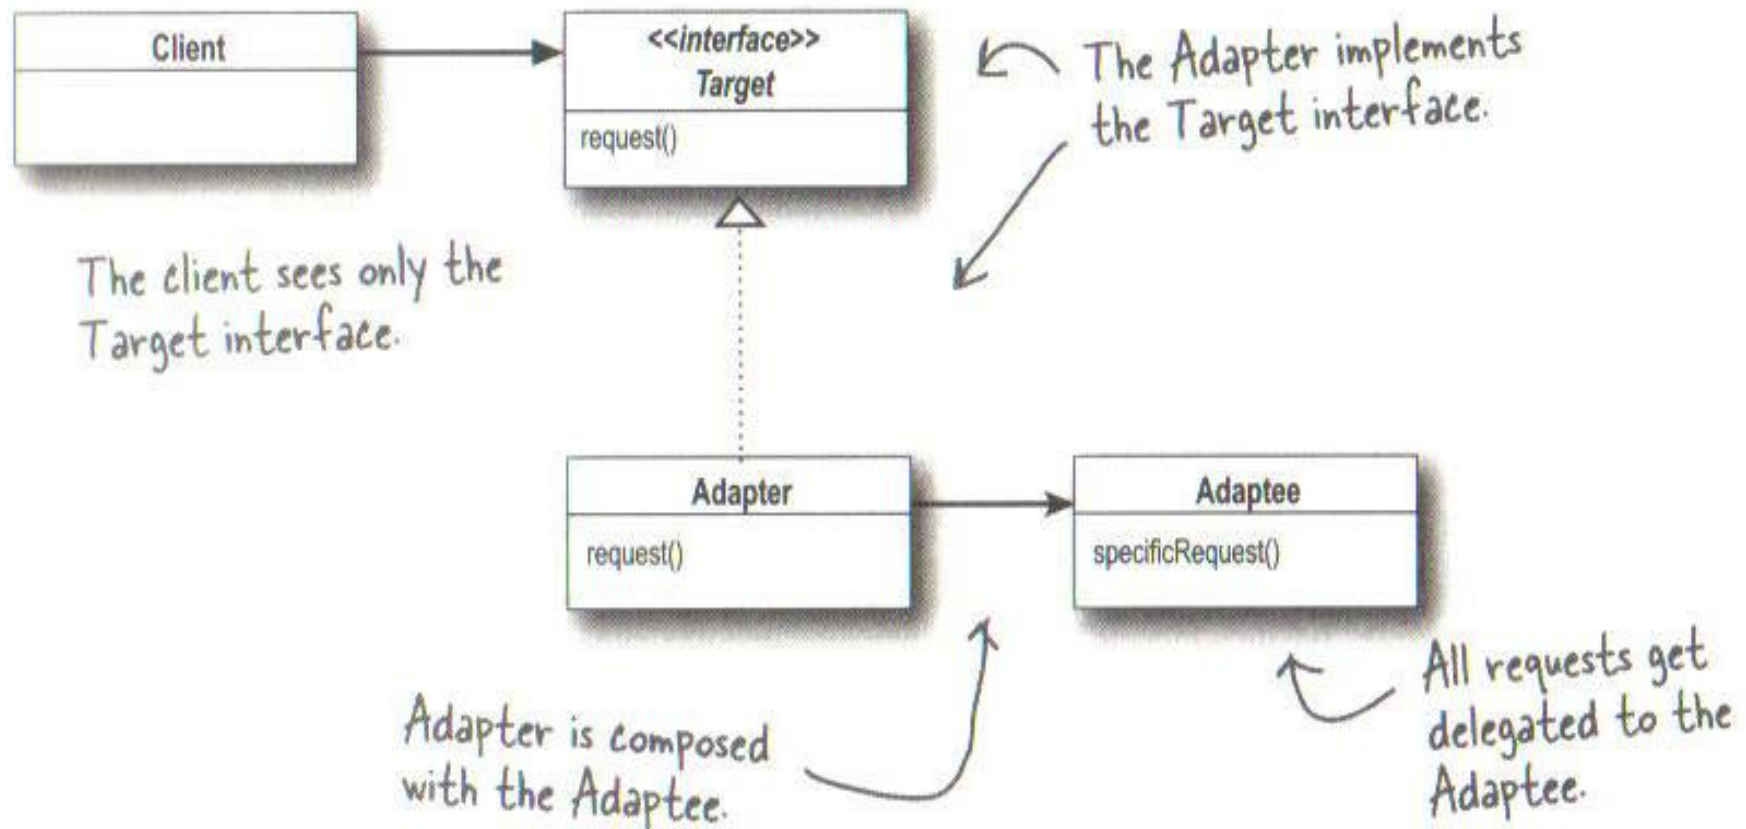 Client
<<interface>>
Target
request()
The Adapter implements
the Target interface.
The client sees only the
Target interface.
Adapter
request()
Adaptee
specificRequest()
Adapter is composed
with the Adaptee.
All requests get
delegated to the
Adaptee.